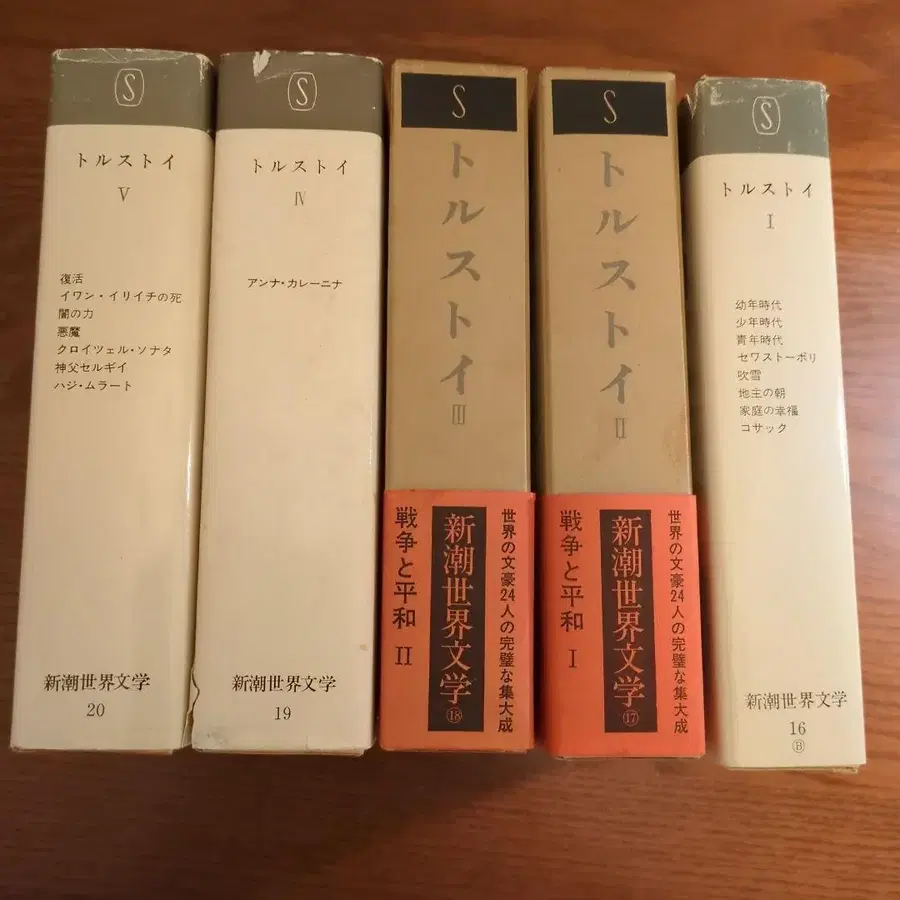 S
トルストイ
V
復活
イワン・イリイチの死
闇の力
悪魔
クロイツェル・ソナタ
神父セルギイ
ハジ・ムラート
新潮世界文学
20
S
トルストイ
IV
アンナ・カレーニナ
新潮世界文学
19
S
トルストイ
III
世界の文豪24人の完璧な集大成
新潮世界文学
⑱
戦争と平和 II
S
トルストイ
II
世界の文豪24人の完璧な集大成
新潮世界文学
⑰
戦争と平和 I
S
トルストイ
I
幼年時代
少年時代
青年時代
セワストーポリ
吹雪
地主の朝
家庭の幸福
コサック
新潮世界文学
16
Ⓑ